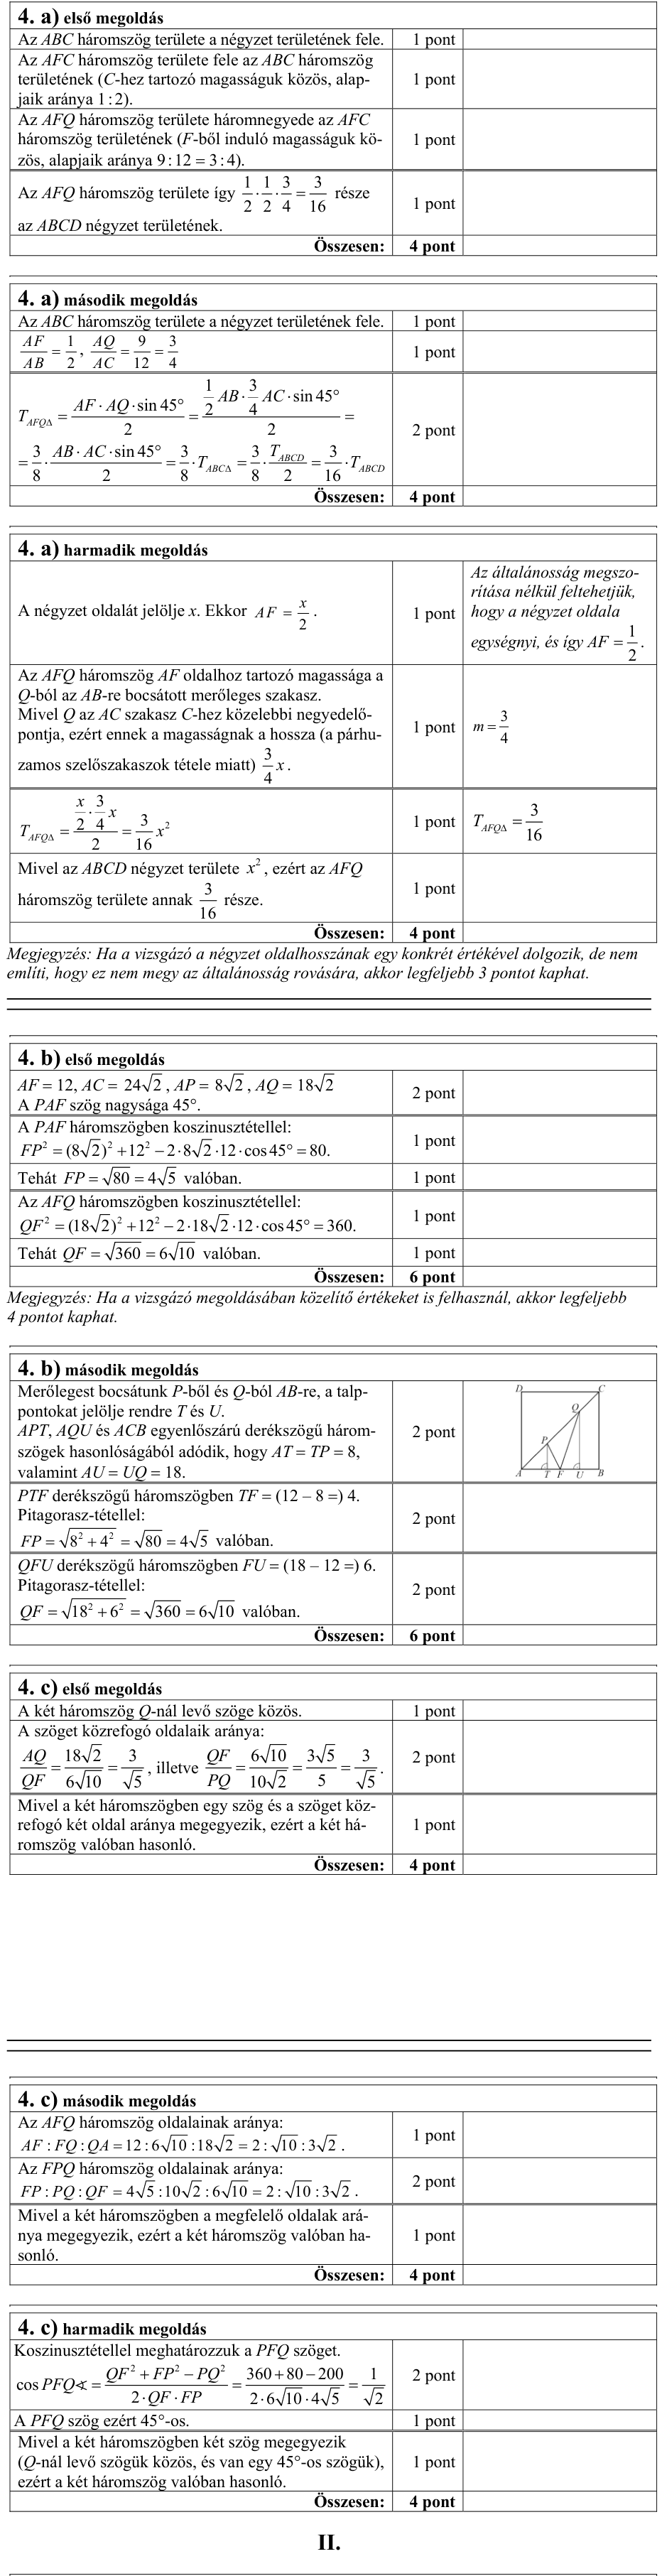 4. a) első megoldás
Az ABC háromszög területe a négyzet területének fele. 1 pont
Az AFC háromszög területe fele az ABC háromszög
területének (C-hez tartozó magasságuk közös, alap-
jaik aránya 1 : 2). 1 pont
Az AFQ háromszög területe háromnegyede az AFC
háromszög területének (F-ből induló magasságuk kö-
zös, alapjaik aránya 9 : 12 = 3 : 4). 1 pont
Az AFQ háromszög területe így 1/2 · 1/2 · 3/4 = 3/16 része
az ABCD négyzet területének. 1 pont
Összesen: 4 pont
4. a) második megoldás
Az ABC háromszög területe a négyzet területének fele. 1 pont
AF/AB = 1/2, AQ/AC = 9/12 = 3/4 1 pont
T_AFQΔ = (AF · AQ · sin 45°)/2 = (1/2 AB · 3/4 AC · sin 45°)/2 =
= 3/8 · (AB · AC · sin 45°)/2 = 3/8 · T_ABCΔ = 3/8 · T_ABCD/2 = 3/16 · T_ABCD 2 pont
Összesen: 4 pont
4. a) harmadik megoldás
A négyzet oldalát jelölje x. Ekkor AF = x/2 . 1 pont
Az általánosság megszo-
rítása nélkül feltehetjük,
hogy a négyzet oldala
egységnyi, és így AF = 1/2 .
Az AFQ háromszög AF oldalhoz tartozó magassága a
Q-ból az AB-re bocsátott merőleges szakasz.
Mivel Q az AC szakasz C-hez közelebbi negyedelő-
pontja, ezért ennek a magasságnak a hossza (a párhu-
zamos szelőszakaszok tétele miatt) 3/4 x . 1 pont
m = 3/4
T_AFQΔ = (x/2 · 3/4 x)/2 = 3/16 x² 1 pont
T_AFQΔ = 3/16
Mivel az ABCD négyzet területe x² , ezért az AFQ
háromszög területe annak 3/16 része. 1 pont
Összesen: 4 pont
Megjegyzés: Ha a vizsgázó a négyzet oldalhosszának egy konkrét értékével dolgozik, de nem
említi, hogy ez nem megy az általánosság rovására, akkor legfeljebb 3 pontot kaphat.
4. b) első megoldás
AF = 12, AC = 24√2 , AP = 8√2 , AQ = 18√2
A PAF szög nagysága 45°. 2 pont
A PAF háromszögben koszinusztétellel:
FP² = (8√2)² + 12² − 2 · 8√2 · 12 · cos 45° = 80. 1 pont
Tehát FP = √80 = 4√5 valóban. 1 pont
Az AFQ háromszögben koszinusztétellel:
QF² = (18√2)² + 12² − 2 · 18√2 · 12 · cos 45° = 360. 1 pont
Tehát QF = √360 = 6√10 valóban. 1 pont
Összesen: 6 pont
Megjegyzés: Ha a vizsgázó megoldásában közelítő értékeket is felhasznál, akkor legfeljebb
4 pontot kaphat.
4. b) második megoldás
Merőlegest bocsátunk P-ből és Q-ból AB-re, a talp-
pontokat jelölje rendre T és U.
APT, AQU és ACB egyenlőszárú derékszögű három-
szögek hasonlóságából adódik, hogy AT = TP = 8,
valamint AU = UQ = 18. 2 pont
D C
Q
P
A T F U B
PTF derékszögű háromszögben TF = (12 – 8 =) 4.
Pitagorasz-tétellel:
FP = √(8² + 4²) = √80 = 4√5 valóban. 2 pont
QFU derékszögű háromszögben FU = (18 – 12 =) 6.
Pitagorasz-tétellel:
QF = √(18² + 6²) = √360 = 6√10 valóban. 2 pont
Összesen: 6 pont
4. c) első megoldás
A két háromszög Q-nál levő szöge közös. 1 pont
A szöget közrefogó oldalaik aránya:
AQ/QF = 18√2/6√10 = 3/√5 , illetve QF/PQ = 6√10/10√2 = 3√5/5 = 3/√5 . 2 pont
Mivel a két háromszögben egy szög és a szöget köz-
refogó két oldal aránya megegyezik, ezért a két há-
romszög valóban hasonló. 1 pont
Összesen: 4 pont
4. c) második megoldás
Az AFQ háromszög oldalainak aránya:
AF : FQ : QA = 12 : 6√10 : 18√2 = 2 : √10 : 3√2 . 1 pont
Az FPQ háromszög oldalainak aránya:
FP : PQ : QF = 4√5 : 10√2 : 6√10 = 2 : √10 : 3√2 . 2 pont
Mivel a két háromszögben a megfelelő oldalak ará-
nya megegyezik, ezért a két háromszög valóban ha-
sonló. 1 pont
Összesen: 4 pont
4. c) harmadik megoldás
Koszinusztétellel meghatározzuk a PFQ szöget.
cos PFQ∢ = (QF² + FP² − PQ²)/(2 · QF · FP) = (360 + 80 − 200)/(2 · 6√10 · 4√5) = 1/√2 2 pont
A PFQ szög ezért 45°-os. 1 pont
Mivel a két háromszögben két szög megegyezik
(Q-nál levő szögük közös, és van egy 45°-os szögük),
ezért a két háromszög valóban hasonló. 1 pont
Összesen: 4 pont
II.